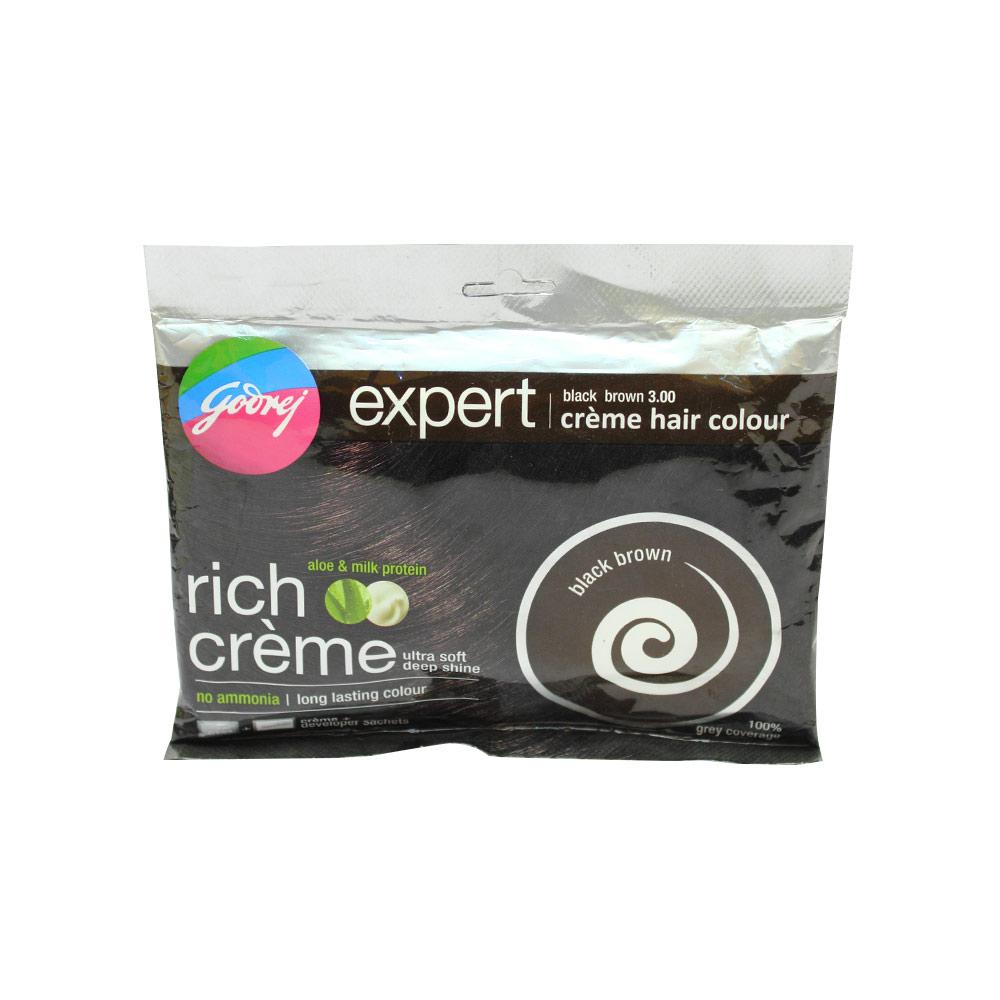 Godrej
expert
black brown 3.00
crème hair colour
black brown
aloe & milk protein
rich
crème
ultra soft
deep shine
no ammonia | long lasting colour
crème +
developer sachets
100%
grey coverage